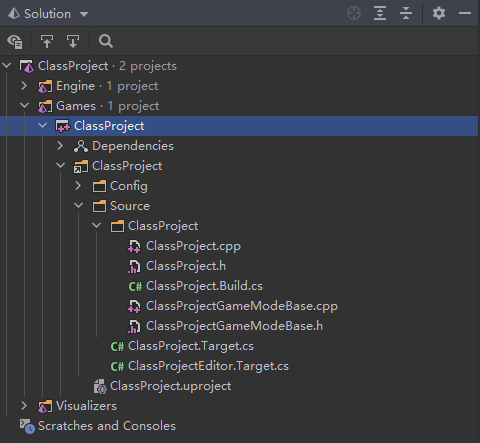 Solution
ClassProject · 2 projects
Engine · 1 project
Games · 1 project
ClassProject
Dependencies
ClassProject
Config
Source
ClassProject
ClassProject.cpp
ClassProject.h
C# ClassProject.Build.cs
ClassProjectGameModeBase.cpp
ClassProjectGameModeBase.h
C# ClassProject.Target.cs
C# ClassProjectEditor.Target.cs
ClassProject.uproject
Visualizers
Scratches and Consoles